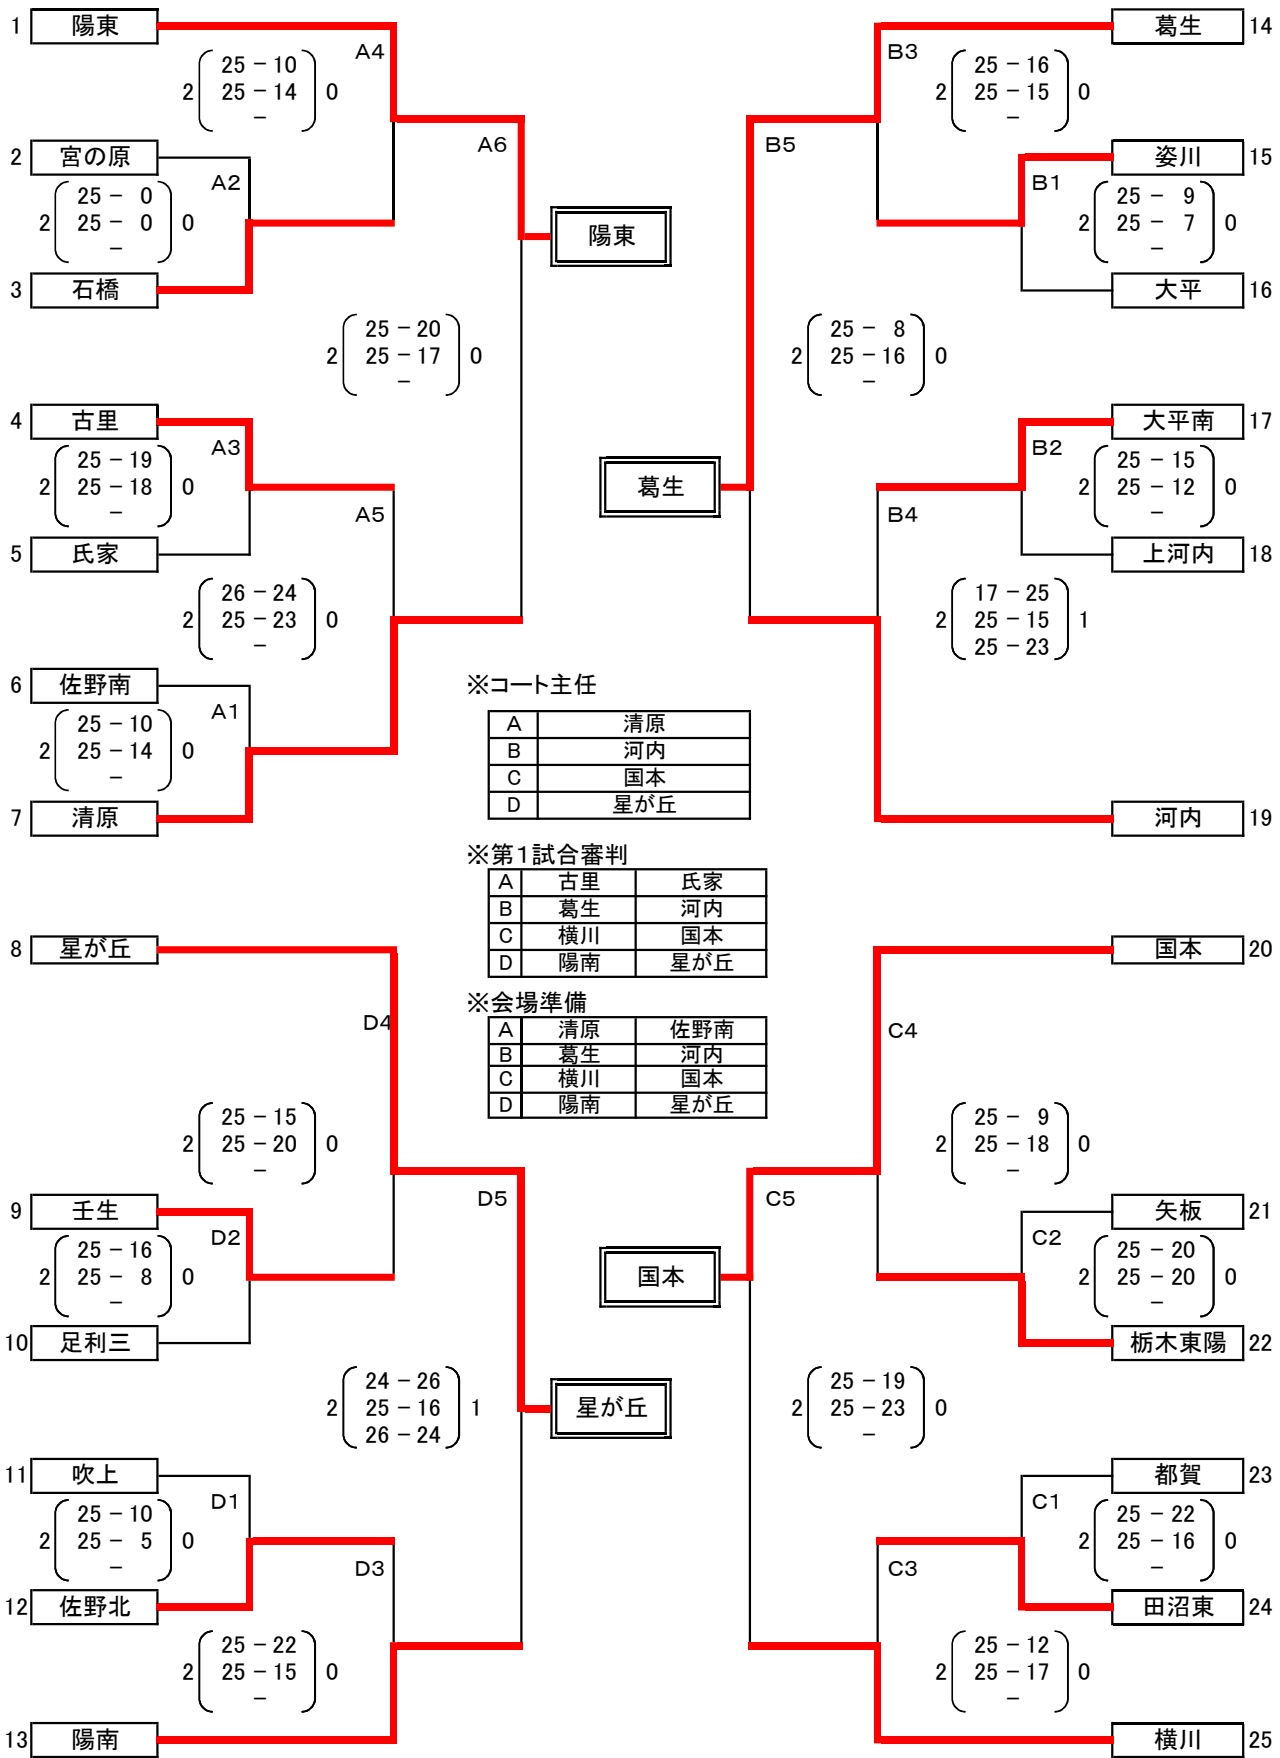 1 陽東
A4
2 25 - 10 0
25 - 14
-
2 宮の原
A2
2 25 - 0 0
25 - 0
-
3 石橋
A6
陽東
2 25 - 20 0
25 - 17
-
4 古里
A3
2 25 - 19 0
25 - 18
-
5 氏家
A5
2 26 - 24 0
25 - 23
-
6 佐野南
A1
2 25 - 10 0
25 - 14
-
7 清原
8 星が丘
D4
2 25 - 15 0
25 - 20
-
9 壬生
D2
2 25 - 16 0
25 - 8
-
10 足利三
D5
星が丘
2 24 - 26 1
25 - 16
26 - 24
11 吹上
D1
2 25 - 10 0
25 - 5
-
12 佐野北
D3
2 25 - 22 0
25 - 15
-
13 陽南
※コート主任
A 清原
B 河内
C 国本
D 星が丘
※第1試合審判
A 古里 氏家
B 葛生 河内
C 横川 国本
D 陽南 星が丘
※会場準備
A 清原 佐野南
B 葛生 河内
C 横川 国本
D 陽南 星が丘
葛生 14
B3
2 25 - 16 0
25 - 15
-
姿川 15
B1
2 25 - 9 0
25 - 7
-
大平 16
B5
葛生
2 25 - 8 0
25 - 16
-
大平南 17
B2
2 25 - 15 0
25 - 12
-
上河内 18
B4
2 17 - 25 1
25 - 15
25 - 23
河内 19
国本 20
C4
2 25 - 9 0
25 - 18
-
矢板 21
C2
2 25 - 20 0
25 - 20
-
栃木東陽 22
C5
国本
2 25 - 19 0
25 - 23
-
都賀 23
C1
2 25 - 22 0
25 - 16
-
田沼東 24
C3
2 25 - 12 0
25 - 17
-
横川 25